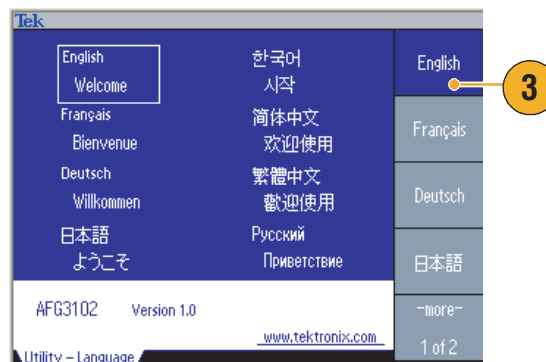 Tek
English
Welcome
Français
Bienvenue
Deutsch
Willkommen
日本語
ようこそ
한국어
시작
简体中文
欢迎使用
繁體中文
歡迎使用
Русский
Приветствие
AFG3102 Version 1.0
www.tektronix.com
Utility – Language
English
Français
Deutsch
日本語
-more-
1 of 2
3